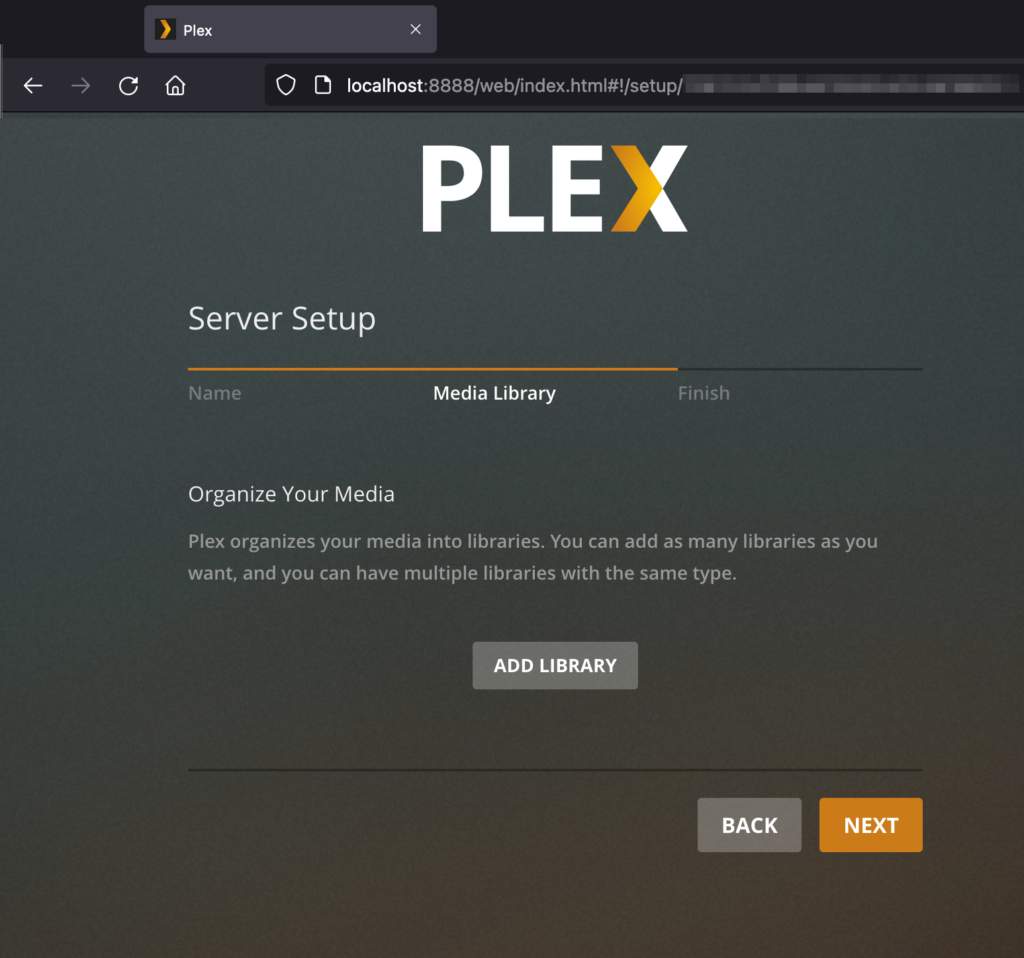 Plex
localhost:8888/web/index.html#!/setup/
PLEX
Server Setup
Name Media Library Finish
Organize Your Media
Plex organizes your media into libraries. You can add as many libraries as you
want, and you can have multiple libraries with the same type.
ADD LIBRARY
BACK NEXT